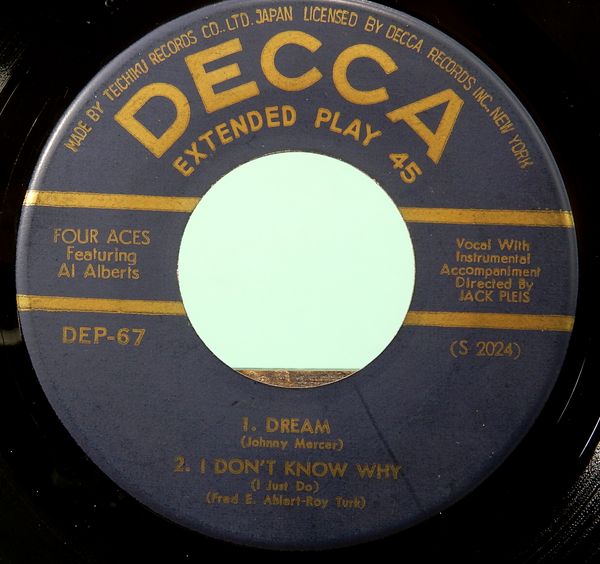 MADE BY TEICHIKU RECORDS CO., LTD. JAPAN LICENSED BY DECCA RECORDS INC., NEW YORK
DECCA
EXTENDED PLAY 45
FOUR ACES
Featuring
Al Alberts
Vocal With
Instrumental
Accompaniment
Directed By
JACK PLEIS
DEP-67
(S 2024)
1. DREAM
(Johnny Mercer)
2. I DON'T KNOW WHY
(I Just Do)
(Fred E. Ahlert-Roy Turk)